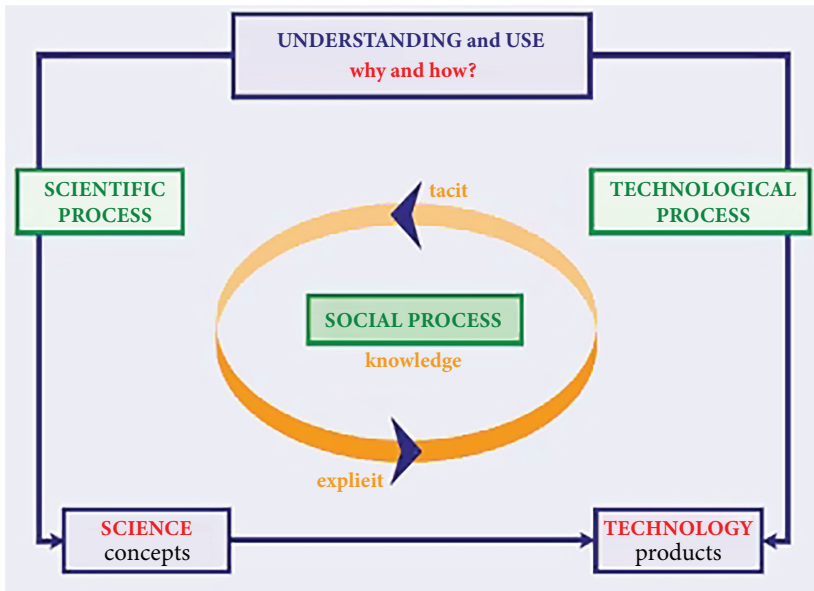 UNDERSTANDING and USE
why and how?
SCIENTIFIC
PROCESS
tacit
TECHNOLOGICAL
PROCESS
SOCIAL PROCESS
knowledge
explieit
SCIENCE
concepts
TECHNOLOGY
products